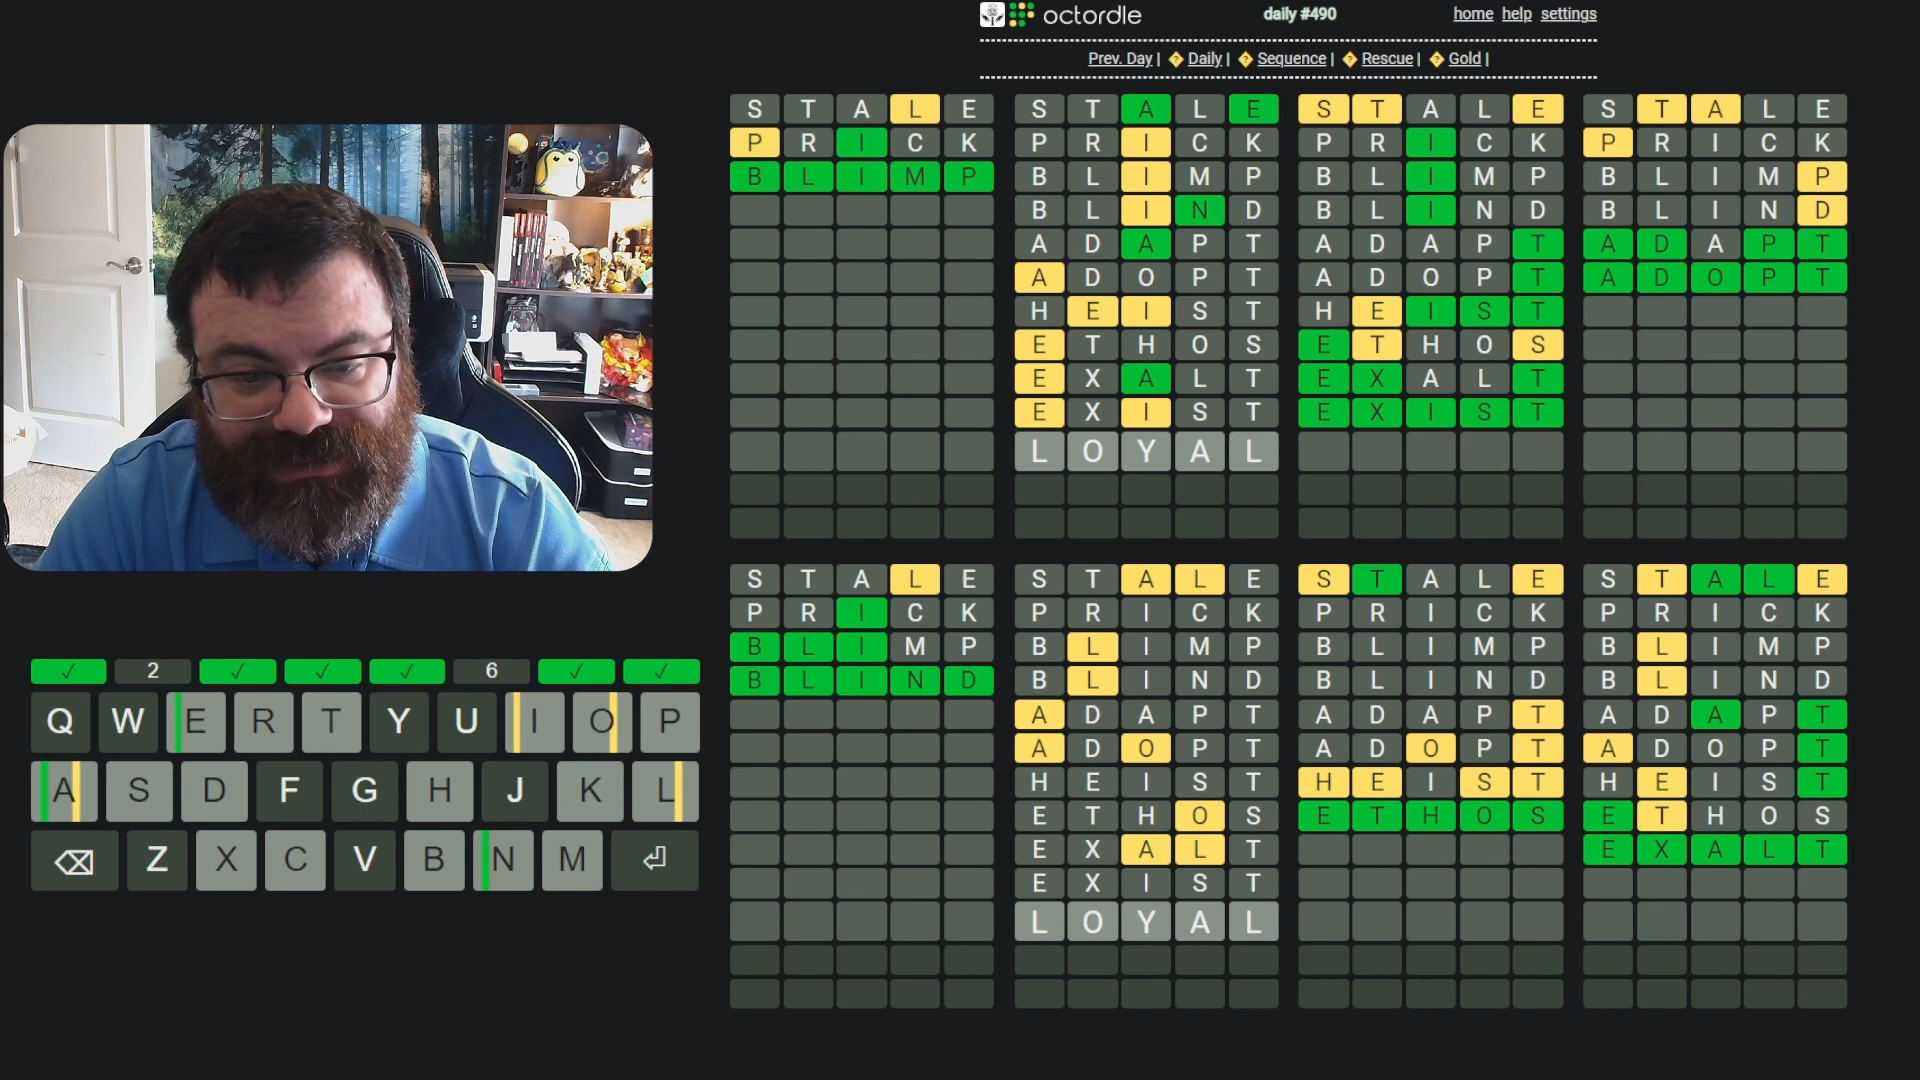 octordle
daily #490
home help settings
Prev. Day | Daily | Sequence | Rescue | Gold |
STALE STALE STALE STALE
PRICK PRICK PRICK PRICK
BLIMP BLIMP BLIMP BLIMP
BLIND BLIND BLIND
ADAPT ADAPT ADAPT
ADOPT ADOPT ADOPT
HEIST HEIST
ETHOS ETHOS
EXALT EXALT
EXIST EXIST
LOYAL
STALE STALE STALE STALE
PRICK PRICK PRICK PRICK
BLIMP BLIMP BLIMP BLIMP
BLIND BLIND BLIND BLIND
ADAPT ADAPT ADAPT
ADOPT ADOPT ADOPT
HEIST HEIST HEIST
ETHOS ETHOS ETHOS
EXALT EXALT
EXIST
LOYAL
✓ 2 ✓ ✓ ✓ 6 ✓ ✓
Q W E R T Y U I O P
A S D F G H J K L
⌫ Z X C V B N M ⏎